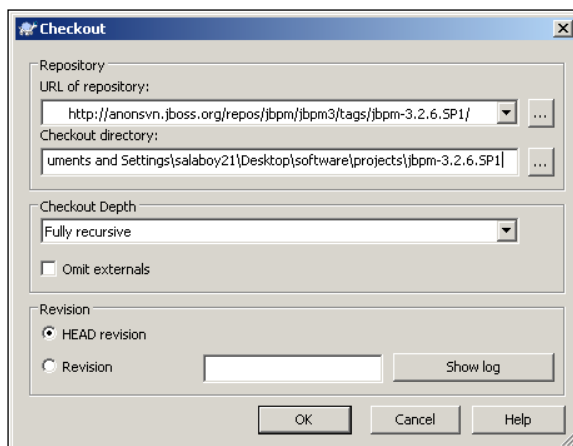 Checkout
Repository
URL of repository:
http://anonsvn.jboss.org/repos/jbpm/jbpm3/tags/jbpm-3.2.6.SP1/
...
Checkout directory:
uments and Settings\salaboy21\Desktop\software\projects\jbpm-3.2.6.SP1
...
Checkout Depth
Fully recursive
Omit externals
Revision
HEAD revision
Revision
Show log
OK
Cancel
Help